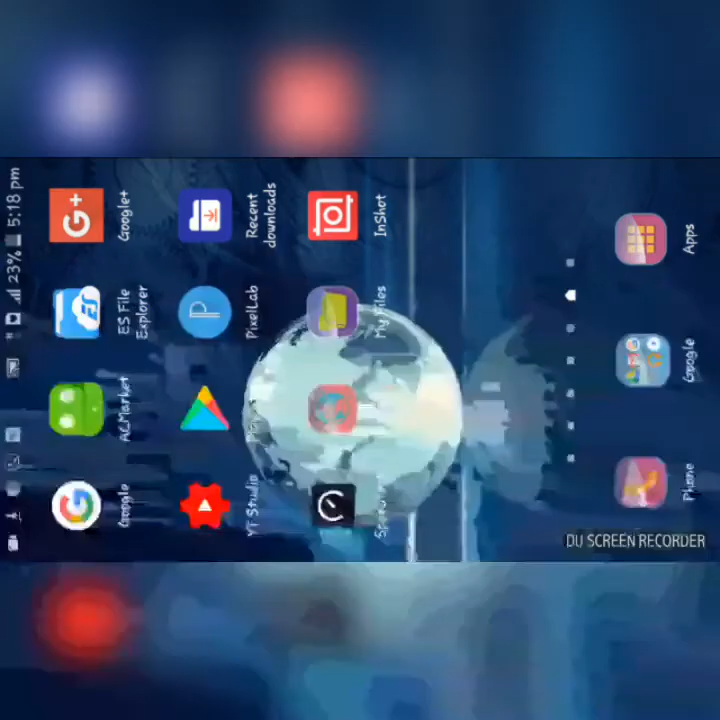 23% 5:18 pm
Google
ACMarket
ES File
Explorer
Google+
YT Studio
PixelLab
Recent
downloads
My Files
InShot
Phone
Google
Apps
DU SCREEN RECORDER